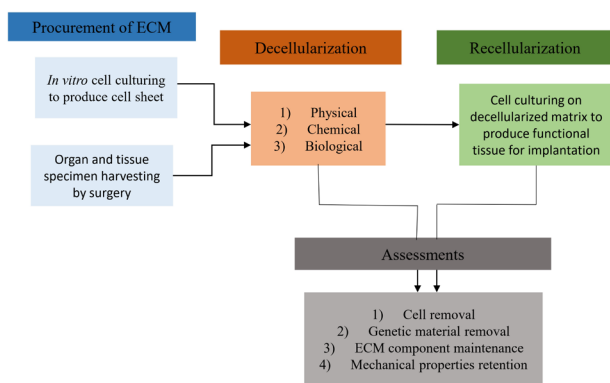 Procurement of ECM
Decellularization
Recellularization
In vitro cell culturing
to produce cell sheet
Organ and tissue
specimen harvesting
by surgery
1) Physical
2) Chemical
3) Biological
Cell culturing on
decellularized matrix to
produce functional
tissue for implantation
Assessments
1) Cell removal
2) Genetic material removal
3) ECM component maintenance
4) Mechanical properties retention